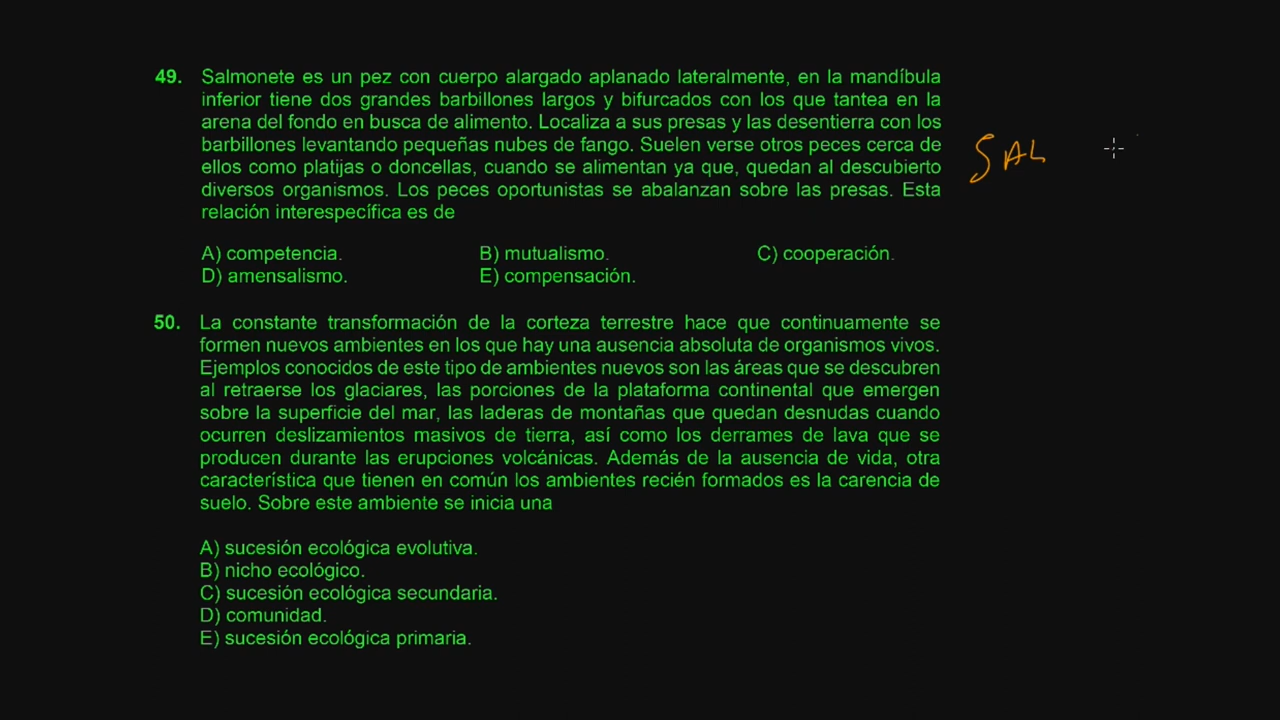 49. Salmonete es un pez con cuerpo alargado aplanado lateralmente, en la mandíbula
inferior tiene dos grandes barbillones largos y bifurcados con los que tantea en la
arena del fondo en busca de alimento. Localiza a sus presas y las desentierra con los
barbillones levantando pequeñas nubes de fango. Suelen verse otros peces cerca de
ellos como platijas o doncellas, cuando se alimentan ya que, quedan al descubierto
diversos organismos. Los peces oportunistas se abalanzan sobre las presas. Esta
relación interespecífica es de
SAL
A) competencia. B) mutualismo. C) cooperación.
D) amensalismo. E) compensación.
50. La constante transformación de la corteza terrestre hace que continuamente se
formen nuevos ambientes en los que hay una ausencia absoluta de organismos vivos.
Ejemplos conocidos de este tipo de ambientes nuevos son las áreas que se descubren
al retraerse los glaciares, las porciones de la plataforma continental que emergen
sobre la superficie del mar, las laderas de montañas que quedan desnudas cuando
ocurren deslizamientos masivos de tierra, así como los derrames de lava que se
producen durante las erupciones volcánicas. Además de la ausencia de vida, otra
característica que tienen en común los ambientes recién formados es la carencia de
suelo. Sobre este ambiente se inicia una
A) sucesión ecológica evolutiva.
B) nicho ecológico.
C) sucesión ecológica secundaria.
D) comunidad.
E) sucesión ecológica primaria.